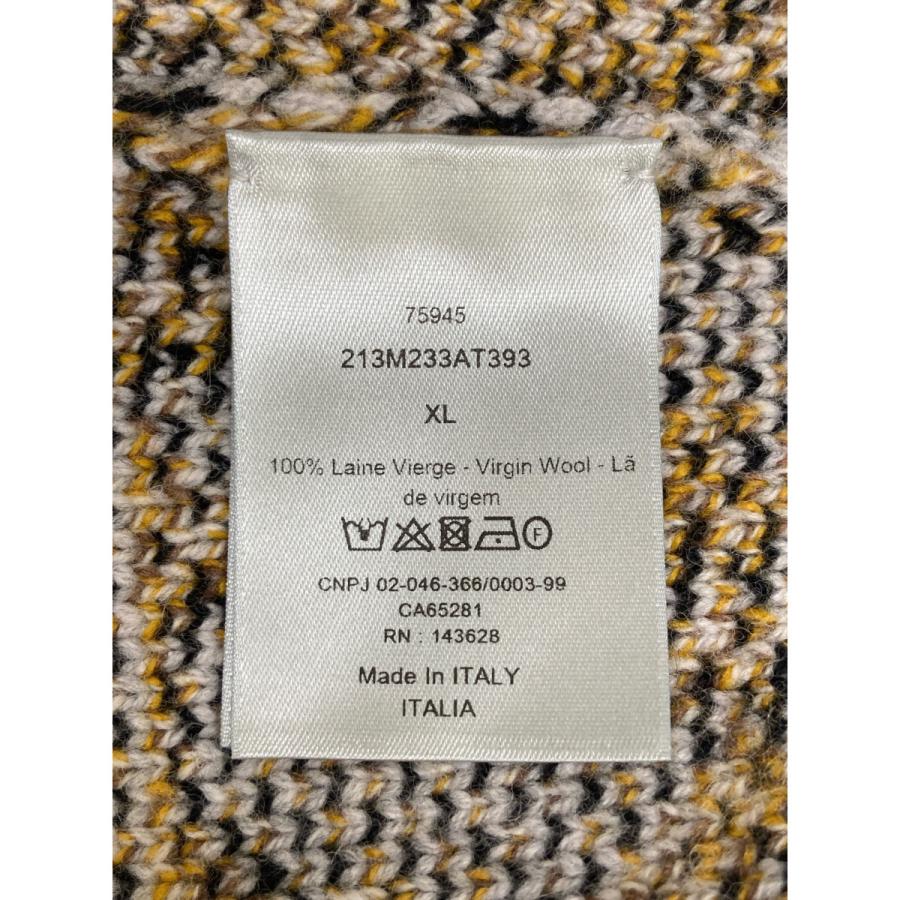 75945
213M233AT393
XL
100% Laine Vierge - Virgin Wool - Lã
de virgem
F
CNPJ 02-046-366/0003-99
CA65281
RN : 143628
Made In ITALY
ITALIA